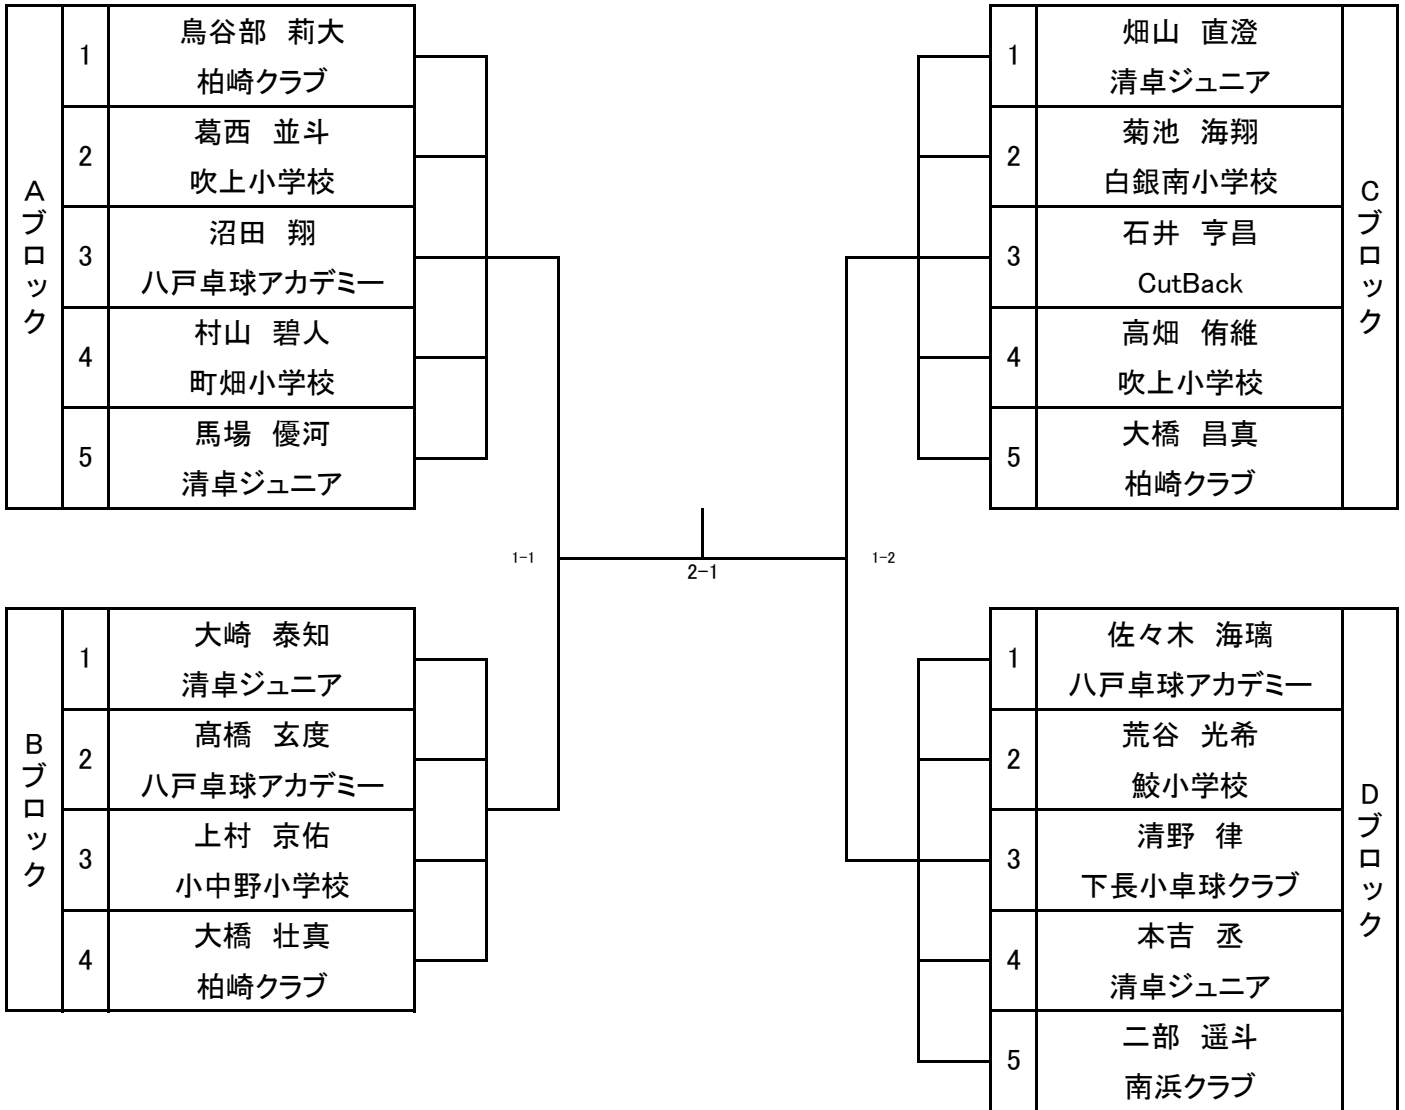 Aブロック
1
鳥谷部 莉大
柏崎クラブ
2
葛西 並斗
吹上小学校
3
沼田 翔
八戸卓球アカデミー
4
村山 碧人
町畑小学校
5
馬場 優河
清卓ジュニア
Bブロック
1
大崎 泰知
清卓ジュニア
2
髙橋 玄度
八戸卓球アカデミー
3
上村 京佑
小中野小学校
4
大橋 壮真
柏崎クラブ
1-1
2-1
1-2
Cブロック
1
畑山 直澄
清卓ジュニア
2
菊池 海翔
白銀南小学校
3
石井 亨昌
CutBack
4
高畑 侑維
吹上小学校
5
大橋 昌真
柏崎クラブ
Dブロック
1
佐々木 海璃
八戸卓球アカデミー
2
荒谷 光希
鮫小学校
3
清野 律
下長小卓球クラブ
4
本吉 丞
清卓ジュニア
5
二部 遥斗
南浜クラブ